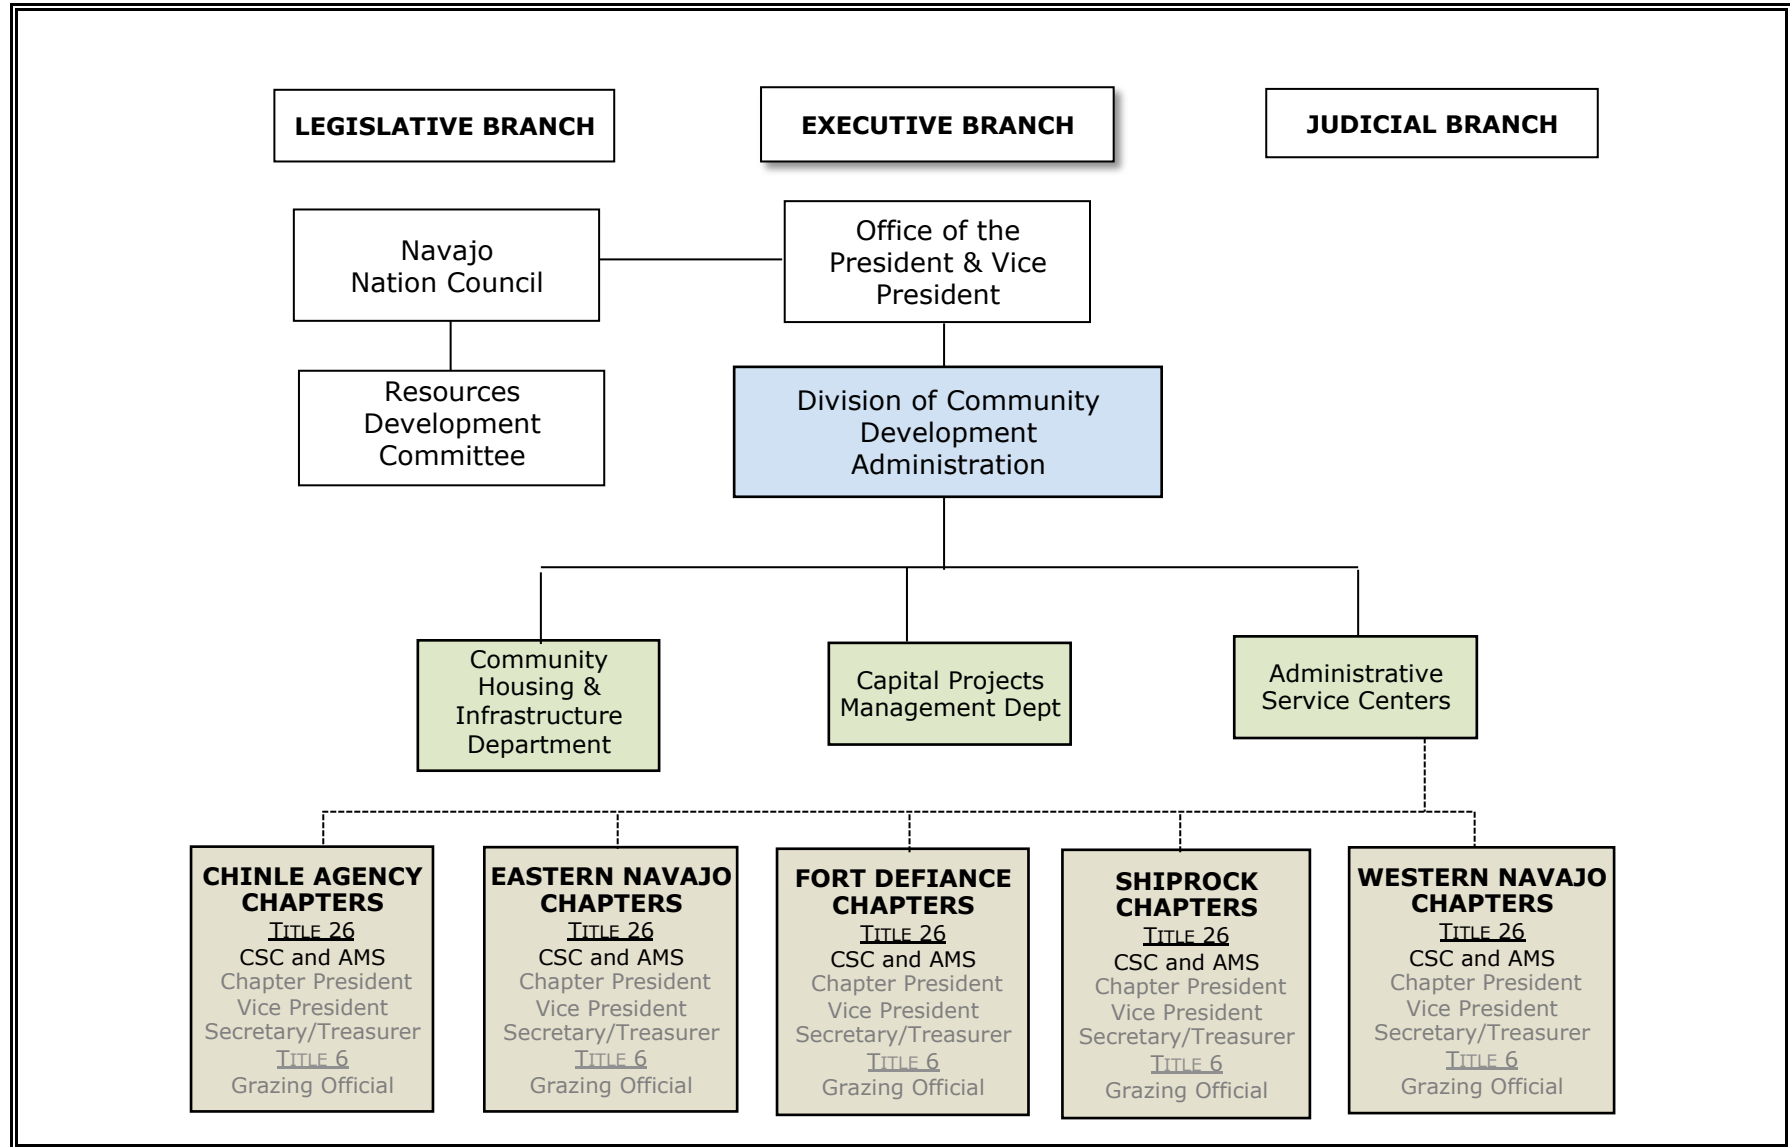 LEGISLATIVE BRANCH
EXECUTIVE BRANCH
JUDICIAL BRANCH
Navajo
Nation Council
Office of the
President & Vice
President
Resources
Development
Committee
Division of Community
Development
Administration
Community
Housing &
Infrastructure
Department
Capital Projects
Management Dept
Administrative
Service Centers
CHINLE AGENCY
CHAPTERS
TITLE 26
CSC and AMS
Chapter President
Vice President
Secretary/Treasurer
TITLE 6
Grazing Official
EASTERN NAVAJO
CHAPTERS
TITLE 26
CSC and AMS
Chapter President
Vice President
Secretary/Treasurer
TITLE 6
Grazing Official
FORT DEFIANCE
CHAPTERS
TITLE 26
CSC and AMS
Chapter President
Vice President
Secretary/Treasurer
TITLE 6
Grazing Official
SHIPROCK
CHAPTERS
TITLE 26
CSC and AMS
Chapter President
Vice President
Secretary/Treasurer
TITLE 6
Grazing Official
WESTERN NAVAJO
CHAPTERS
TITLE 26
CSC and AMS
Chapter President
Vice President
Secretary/Treasurer
TITLE 6
Grazing Official